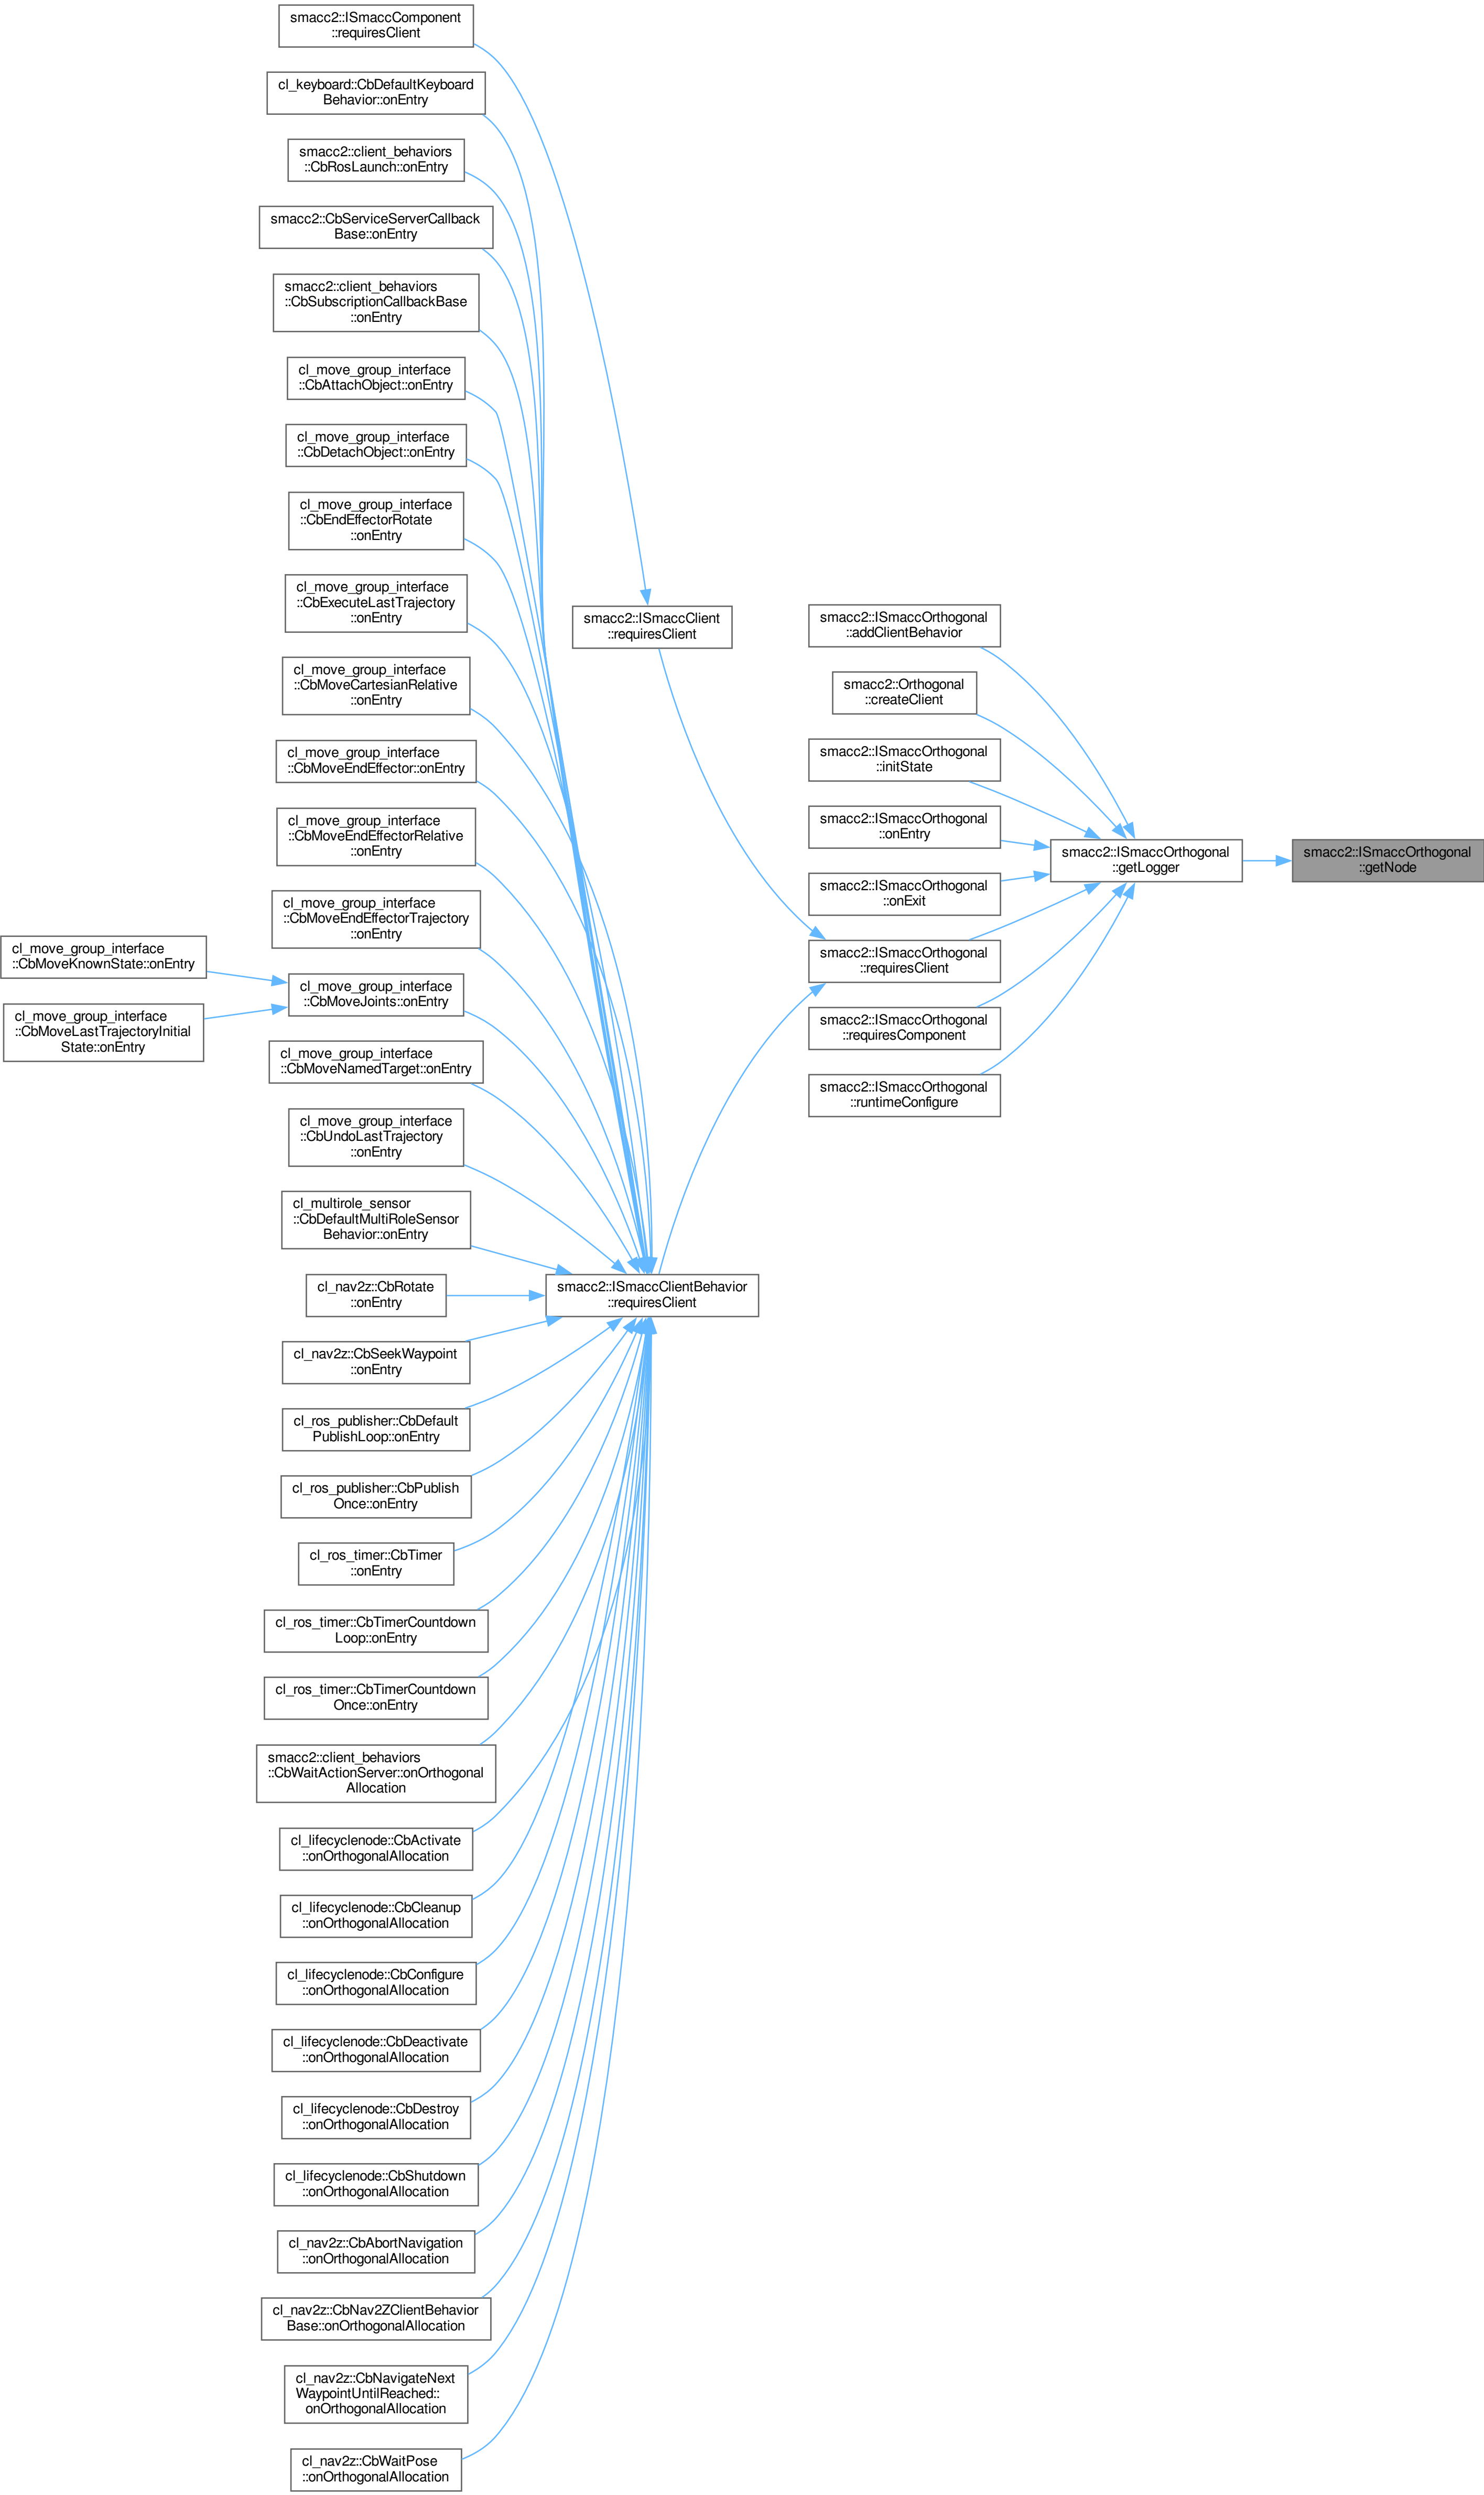 smacc2::ISmaccComponent
::requiresClient
cl_keyboard::CbDefaultKeyboard
Behavior::onEntry
smacc2::client_behaviors
::CbRosLaunch::onEntry
smacc2::CbServiceServerCallback
Base::onEntry
smacc2::client_behaviors
::CbSubscriptionCallbackBase
::onEntry
cl_move_group_interface
::CbAttachObject::onEntry
cl_move_group_interface
::CbDetachObject::onEntry
cl_move_group_interface
::CbEndEffectorRotate
::onEntry
cl_move_group_interface
::CbExecuteLastTrajectory
::onEntry
cl_move_group_interface
::CbMoveCartesianRelative
::onEntry
cl_move_group_interface
::CbMoveEndEffector::onEntry
cl_move_group_interface
::CbMoveEndEffectorRelative
::onEntry
cl_move_group_interface
::CbMoveEndEffectorTrajectory
::onEntry
cl_move_group_interface
::CbMoveKnownState::onEntry
cl_move_group_interface
::CbMoveLastTrajectoryInitial
State::onEntry
cl_move_group_interface
::CbMoveJoints::onEntry
cl_move_group_interface
::CbMoveNamedTarget::onEntry
cl_move_group_interface
::CbUndoLastTrajectory
::onEntry
cl_multirole_sensor
::CbDefaultMultiRoleSensor
Behavior::onEntry
cl_nav2z::CbRotate
::onEntry
cl_nav2z::CbSeekWaypoint
::onEntry
cl_ros_publisher::CbDefault
PublishLoop::onEntry
cl_ros_publisher::CbPublish
Once::onEntry
cl_ros_timer::CbTimer
::onEntry
cl_ros_timer::CbTimerCountdown
Loop::onEntry
cl_ros_timer::CbTimerCountdown
Once::onEntry
smacc2::client_behaviors
::CbWaitActionServer::onOrthogonal
Allocation
cl_lifecyclenode::CbActivate
::onOrthogonalAllocation
cl_lifecyclenode::CbCleanup
::onOrthogonalAllocation
cl_lifecyclenode::CbConfigure
::onOrthogonalAllocation
cl_lifecyclenode::CbDeactivate
::onOrthogonalAllocation
cl_lifecyclenode::CbDestroy
::onOrthogonalAllocation
cl_lifecyclenode::CbShutdown
::onOrthogonalAllocation
cl_nav2z::CbAbortNavigation
::onOrthogonalAllocation
cl_nav2z::CbNav2ZClientBehavior
Base::onOrthogonalAllocation
cl_nav2z::CbNavigateNext
WaypointUntilReached::
onOrthogonalAllocation
cl_nav2z::CbWaitPose
::onOrthogonalAllocation
smacc2::ISmaccClient
::requiresClient
smacc2::ISmaccClientBehavior
::requiresClient
smacc2::ISmaccOrthogonal
::addClientBehavior
smacc2::Orthogonal
::createClient
smacc2::ISmaccOrthogonal
::initState
smacc2::ISmaccOrthogonal
::onEntry
smacc2::ISmaccOrthogonal
::onExit
smacc2::ISmaccOrthogonal
::requiresClient
smacc2::ISmaccOrthogonal
::requiresComponent
smacc2::ISmaccOrthogonal
::runtimeConfigure
smacc2::ISmaccOrthogonal
::getLogger
smacc2::ISmaccOrthogonal
::getNode